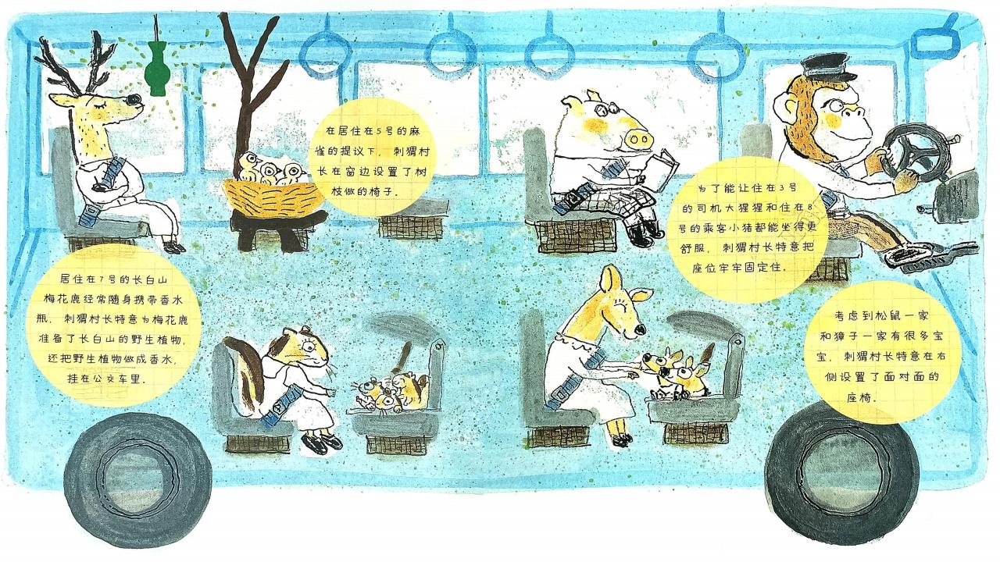 在居住在5号的麻
雀的提议下，刺猬村
长在窗边设置了树
枝做的椅子。
为了能让住在3号
的司机大猩猩和住在8
号的乘客小猪都能坐得更
舒服，刺猬村长特意把
座位牢牢固定住。
居住在7号的长白山
梅花鹿经常随身携带香水
瓶，刺猬村长特意为梅花鹿
准备了长白山的野生植物，
还把野生植物做成香水，
挂在公交车里。
考虑到松鼠一家
和獐子一家有很多宝
宝，刺猬村长特意在右
侧设置了面对面的
座椅。